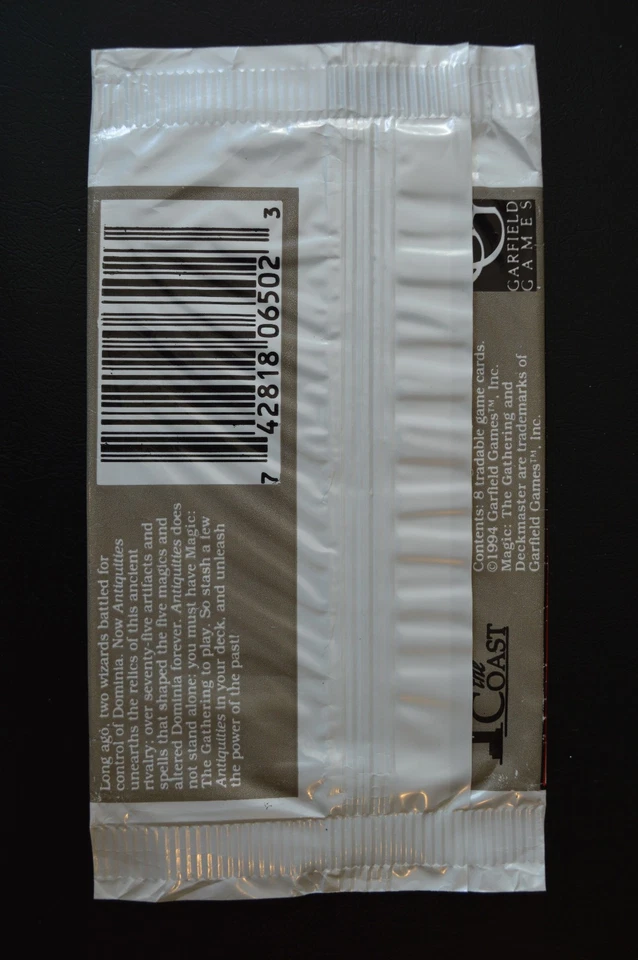 Long ago, two wizards battled for
control of Dominia. Now Antiquities
unearths the relics of this ancient
rivalry: over seventy-five artifacts and
spells that shaped the five magics and
altered Dominia forever. Antiquities does
not stand alone; you must have Magic:
The Gathering to play. So stash a few
Antiquities in your deck, and unleash
the power of the past!
7 42818 06502 3
the
COAST
Contents: 8 tradable game cards.
©1994 Garfield Games™, Inc.
Magic: The Gathering and
Deckmaster are trademarks of
Garfield Games™, Inc.
GARFIELD
GAMES